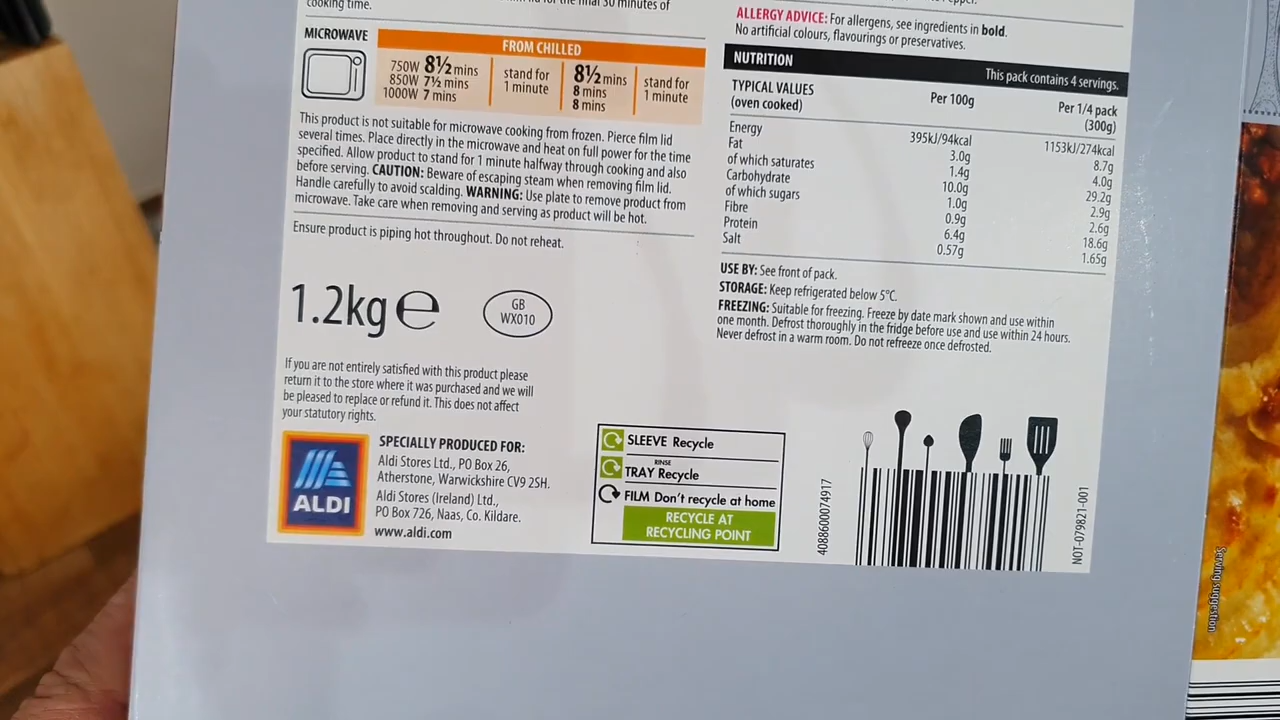 cooking time.
for the final 30 minutes of
MICROWAVE
FROM CHILLED
750W 8½ mins
850W 7½ mins
1000W 7 mins
stand for
1 minute
8½ mins
8 mins
8 mins
stand for
1 minute
This product is not suitable for microwave cooking from frozen. Pierce film lid
several times. Place directly in the microwave and heat on full power for the time
specified. Allow product to stand for 1 minute halfway through cooking and also
before serving. CAUTION: Beware of escaping steam when removing film lid.
Handle carefully to avoid scalding. WARNING: Use plate to remove product from
microwave. Take care when removing and serving as product will be hot.
Ensure product is piping hot throughout. Do not reheat.
1.2kg e
GB
WX010
If you are not entirely satisfied with this product please
return it to the store where it was purchased and we will
be pleased to replace or refund it. This does not affect
your statutory rights.
ALDI
SPECIALLY PRODUCED FOR:
Aldi Stores Ltd., PO Box 26,
Atherstone, Warwickshire CV9 2SH.
Aldi Stores (Ireland) Ltd.,
PO Box 726, Naas, Co. Kildare.
www.aldi.com
SLEEVE Recycle
RINSE
TRAY Recycle
FILM Don't recycle at home
RECYCLE AT
RECYCLING POINT
ALLERGY ADVICE: For allergens, see ingredients in bold.
No artificial colours, flavourings or preservatives.
NUTRITION
This pack contains 4 servings.
TYPICAL VALUES
(oven cooked)
Per 100g
Per 1/4 pack
(300g)
Energy 395kJ/94kcal 1153kJ/274kcal
Fat 3.0g 8.7g
of which saturates 1.4g 4.0g
Carbohydrate 10.0g 29.2g
of which sugars 1.0g 2.9g
Fibre 0.9g 2.6g
Protein 6.4g 18.6g
Salt 0.57g 1.65g
USE BY: See front of pack.
STORAGE: Keep refrigerated below 5°C.
FREEZING: Suitable for freezing. Freeze by date mark shown and use within
one month. Defrost thoroughly in the fridge before use and use within 24 hours.
Never defrost in a warm room. Do not refreeze once defrosted.
4088600074917
NOT-079821-001
Serving suggestion